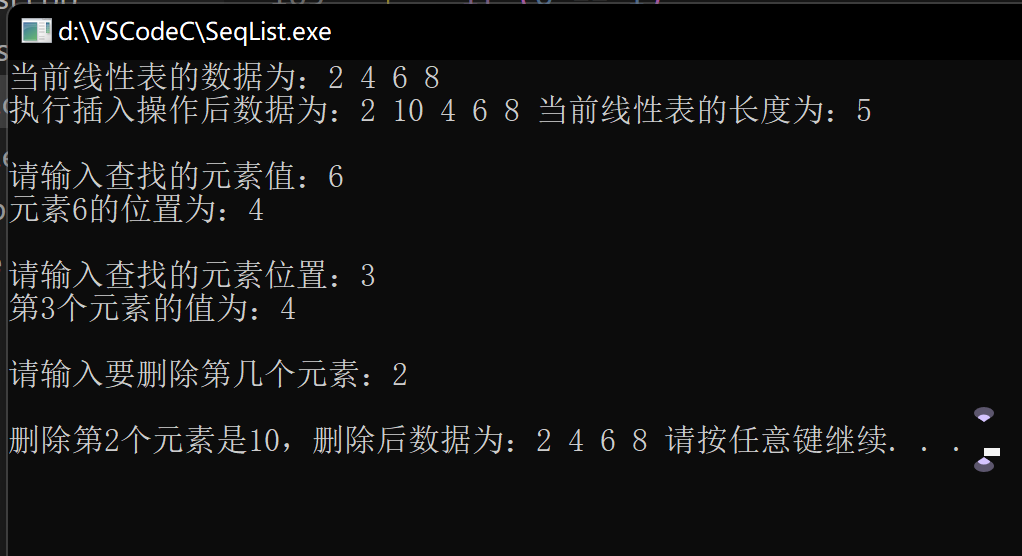 d:\VSCodeC\SeqList.exe
当前线性表的数据为：2 4 6 8
执行插入操作后数据为：2 10 4 6 8 当前线性表的长度为：5
请输入查找的元素值：6
元素6的位置为：4
请输入查找的元素位置：3
第3个元素的值为：4
请输入要删除第几个元素：2
删除第2个元素是10，删除后数据为：2 4 6 8 请按任意键继续. . .